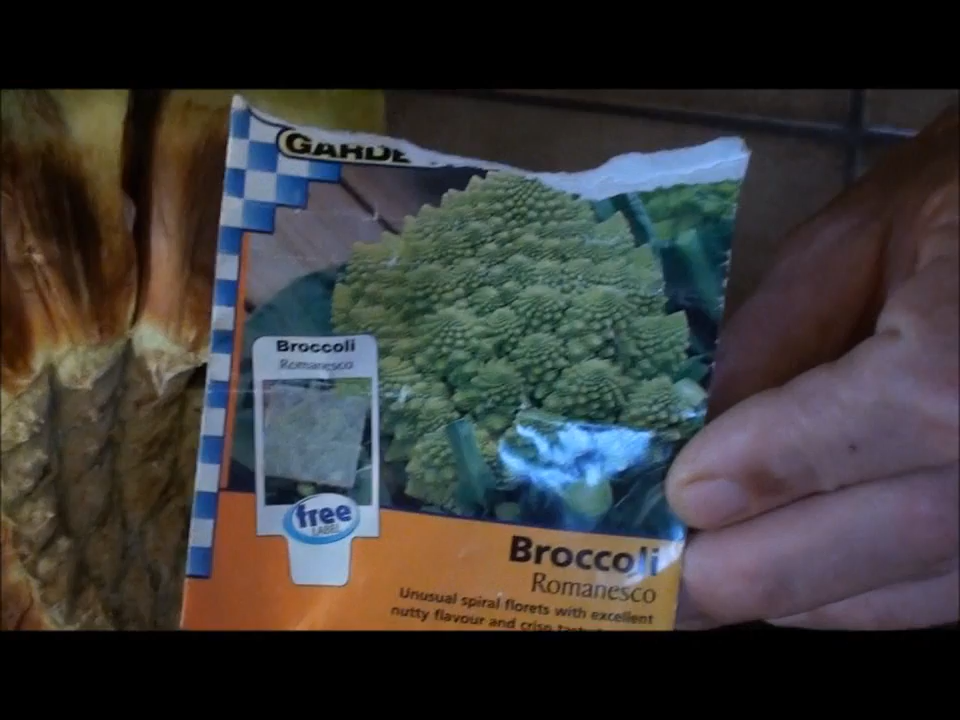 GARDE
Broccoli
Romanesco
free
LABEL
Broccoli
Romanesco
Unusual spiral florets with excellent
nutty flavour and crisp